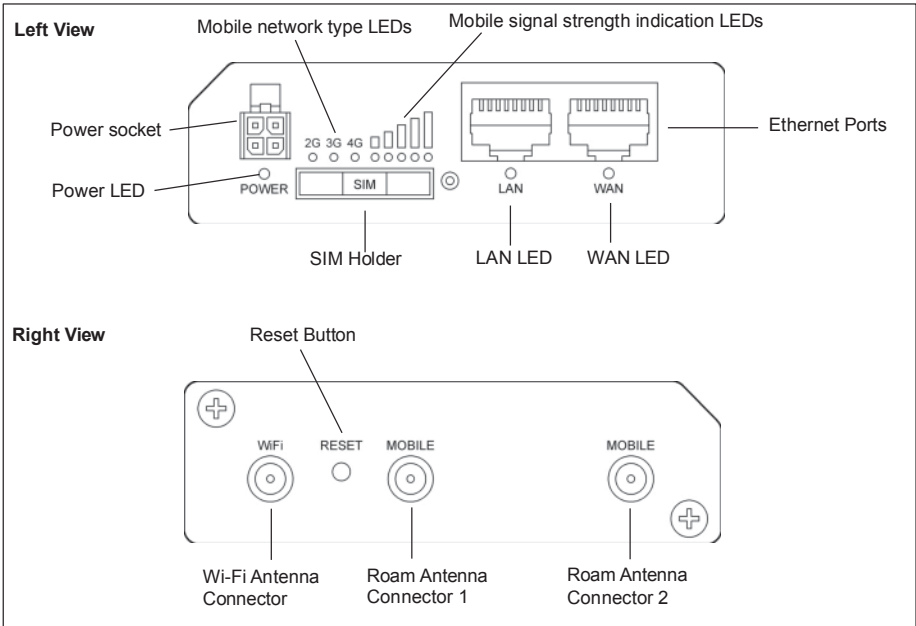 Left View
Mobile network type LEDs
Mobile signal strength indication LEDs
Power socket
Ethernet Ports
2G 3G 4G
Power LED
POWER
SIM
LAN
WAN
SIM Holder
LAN LED
WAN LED
Right View
Reset Button
WiFi
RESET
MOBILE
MOBILE
Wi-Fi Antenna
Connector
Roam Antenna
Connector 1
Roam Antenna
Connector 2